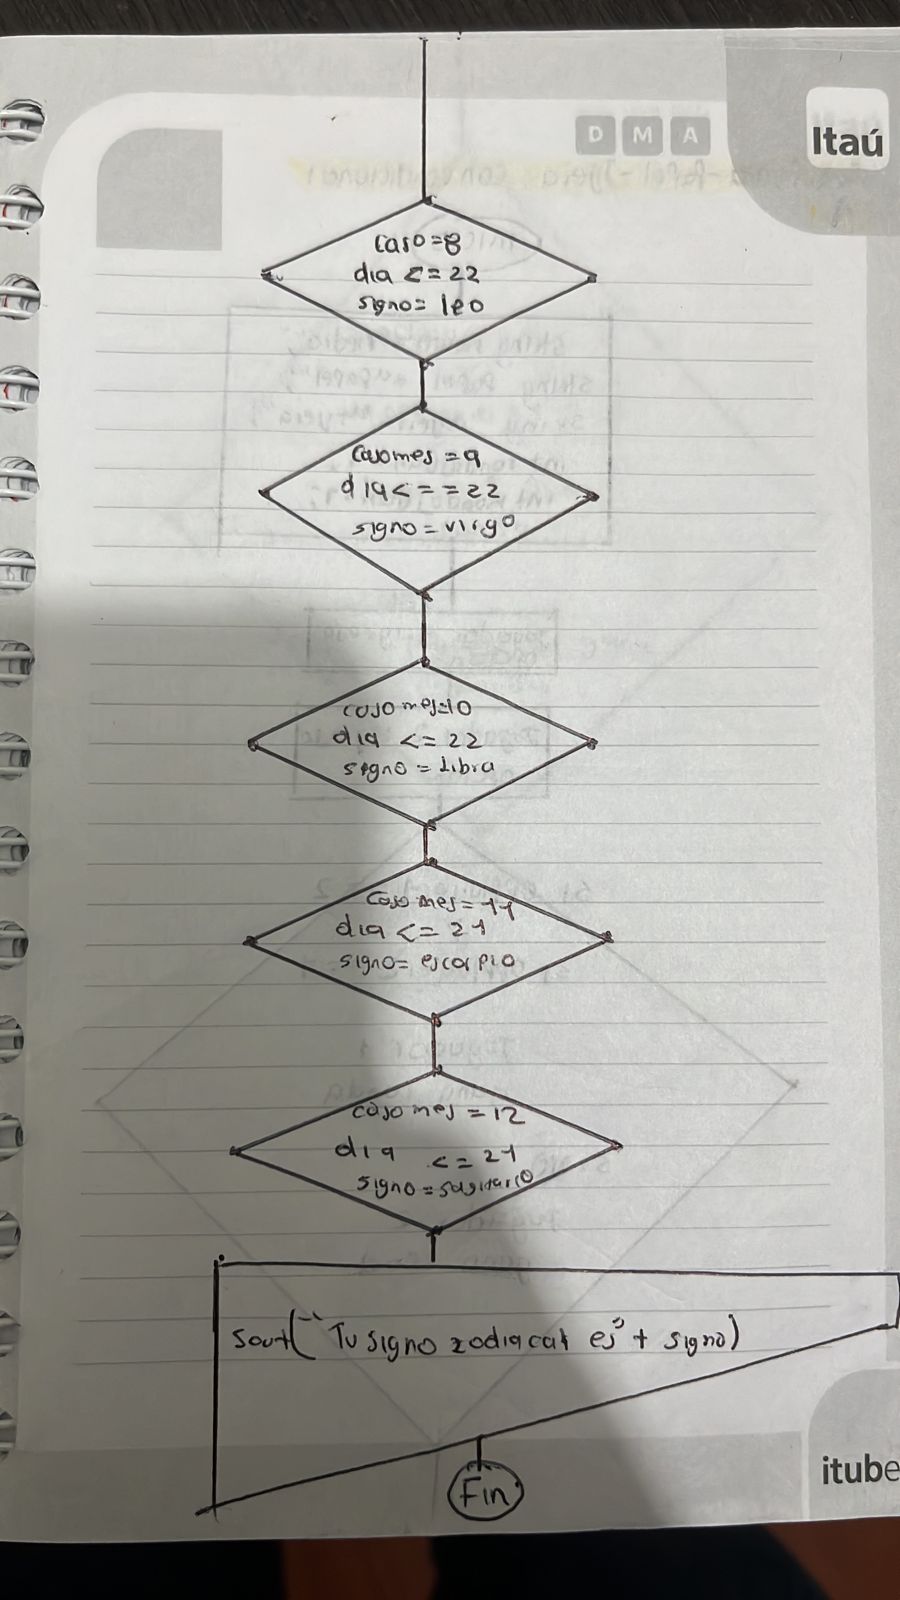 D M A
Itaú
caso=8
dia <= 22
signo= leo
caso mes =9
dia < = =22
signo = virgo
caso mes=10
dia <= 22
signo = Libra
caso mes= 11
dia <= 21
signo= escorpio
caso mes = 12
dia <= 21
signo = sagitario
Sout("Tu signo zodiacal es" + signo)
Fin
itube